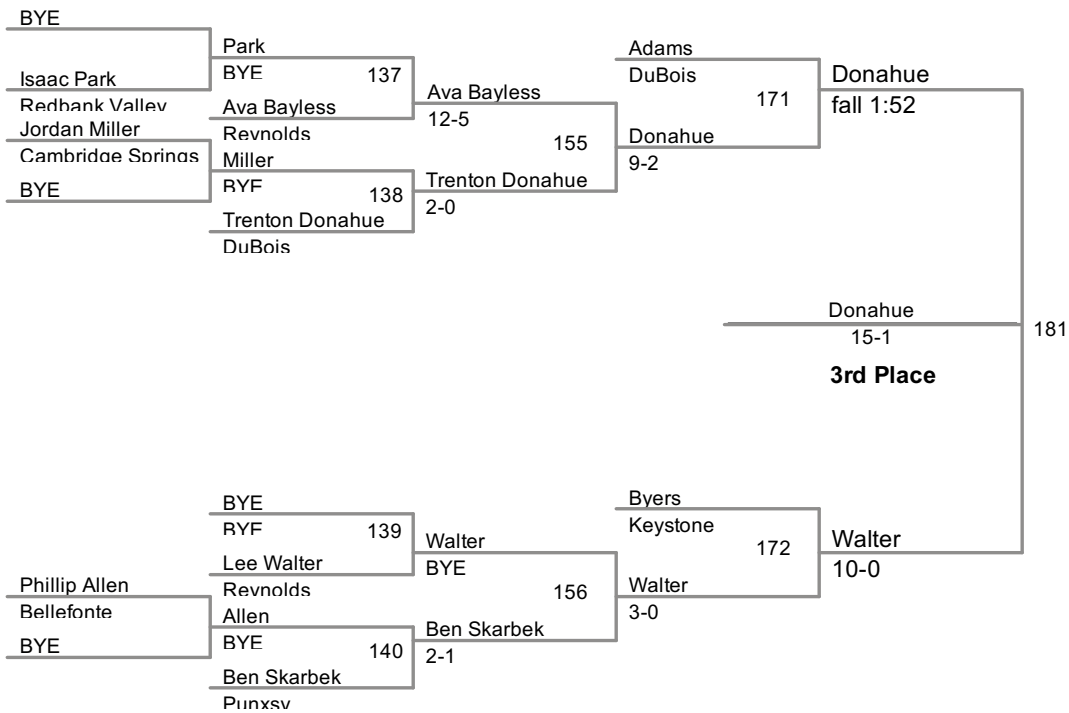 BYE
Isaac Park
Redbank Valley
Jordan Miller
Cambridge Springs
BYE
Park
BYE
137
Ava Bayless
Reynolds
Miller
BYE
138
Trenton Donahue
DuBois
Ava Bayless
12-5
155
Trenton Donahue
2-0
Adams
DuBois
171
Donahue
9-2
Donahue
fall 1:52
Donahue
15-1
3rd Place
181
Phillip Allen
Bellefonte
BYE
BYE
BYE
139
Lee Walter
Reynolds
Allen
BYE
140
Ben Skarbek
Punxsy
Walter
BYE
156
Ben Skarbek
2-1
Byers
Keystone
172
Walter
3-0
Walter
10-0